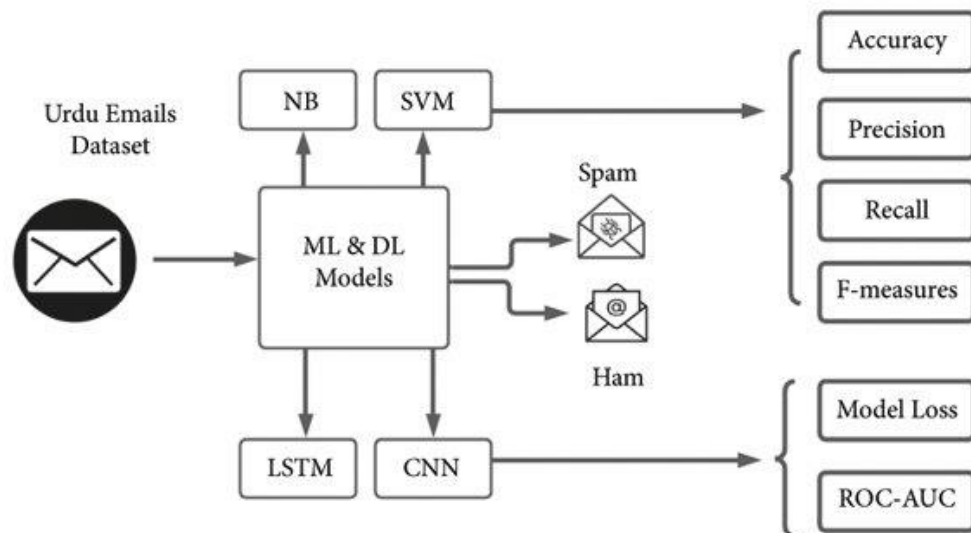 Urdu Emails
Dataset
NB
SVM
ML & DL
Models
LSTM
CNN
Spam
@
Ham
Accuracy
Precision
Recall
F-measures
Model Loss
ROC-AUC